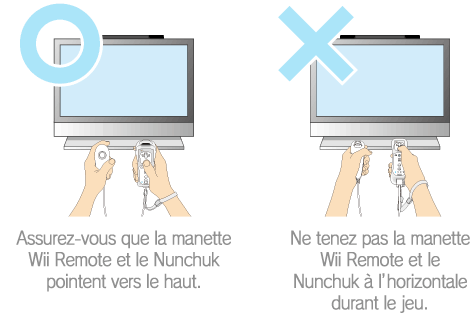 Assurez-vous que la manette
Wii Remote et le Nunchuk
pointent vers le haut.
Ne tenez pas la manette
Wii Remote et le
Nunchuk à l'horizontale
durant le jeu.